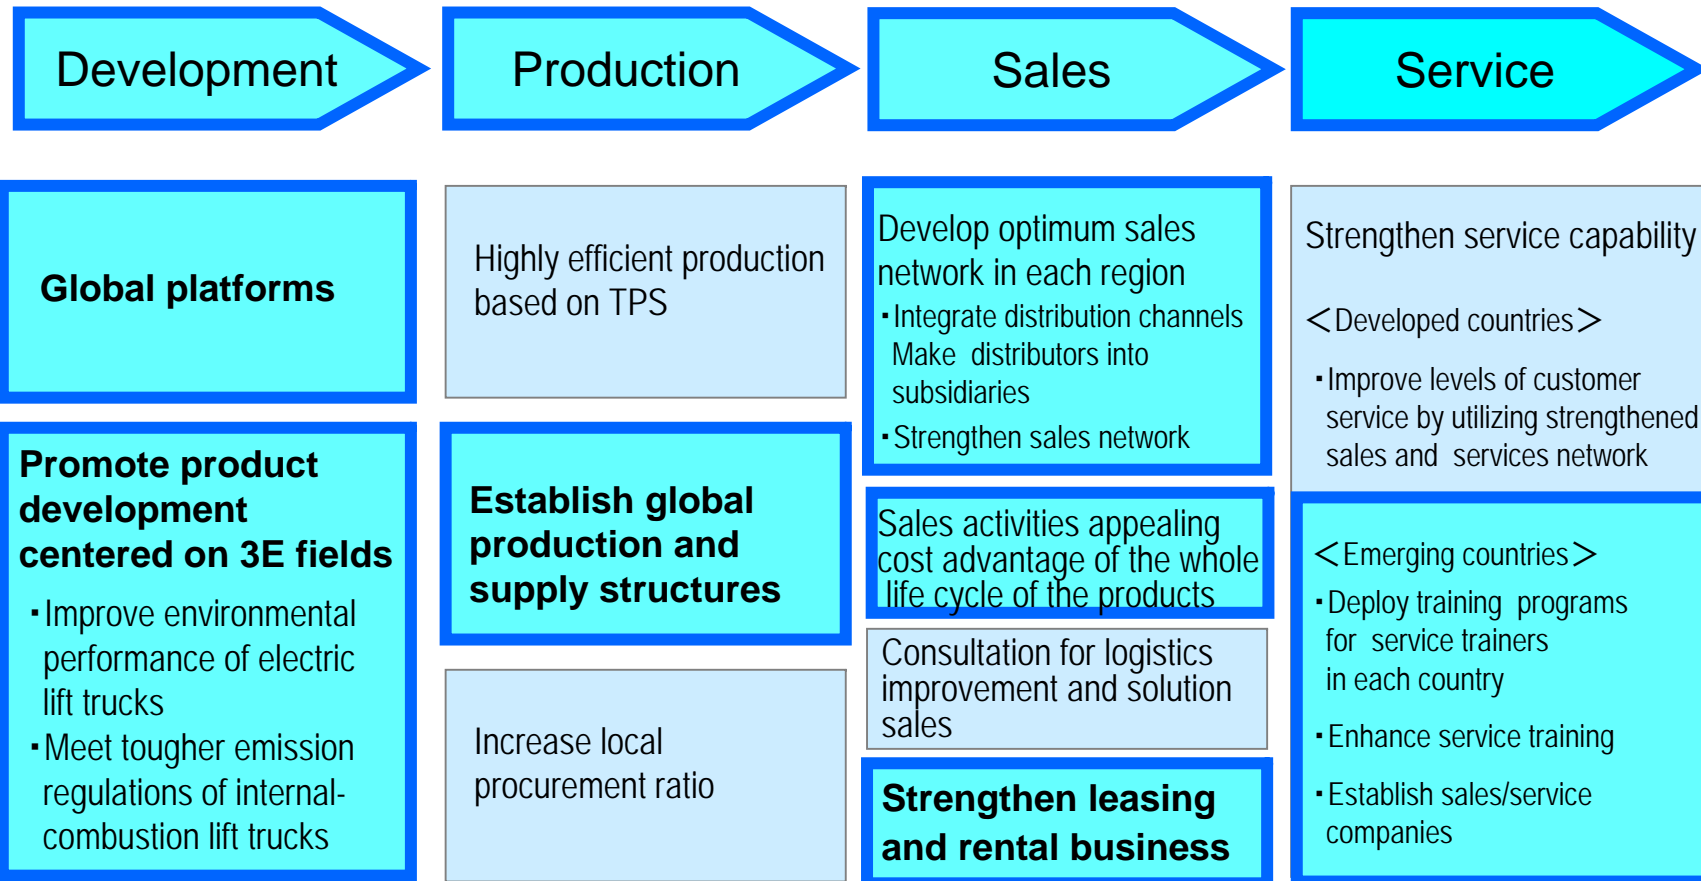 Development
Production
Sales
Service
Global platforms
Promote product
development
centered on 3E fields
・Improve environmental
performance of electric
lift trucks
・Meet tougher emission
regulations of internal-
combustion lift trucks
Highly efficient production
based on TPS
Establish global
production and
supply structures
Increase local
procurement ratio
Develop optimum sales
network in each region
・Integrate distribution channels
Make distributors into
subsidiaries
・Strengthen sales network
Sales activities appealing
cost advantage of the whole
life cycle of the products
Consultation for logistics
improvement and solution
sales
Strengthen leasing
and rental business
Strengthen service capability
＜Developed countries＞
・Improve levels of customer
service by utilizing strengthened
sales and services network
＜Emerging countries＞
・Deploy training programs
for service trainers
in each country
・Enhance service training
・Establish sales/service
companies